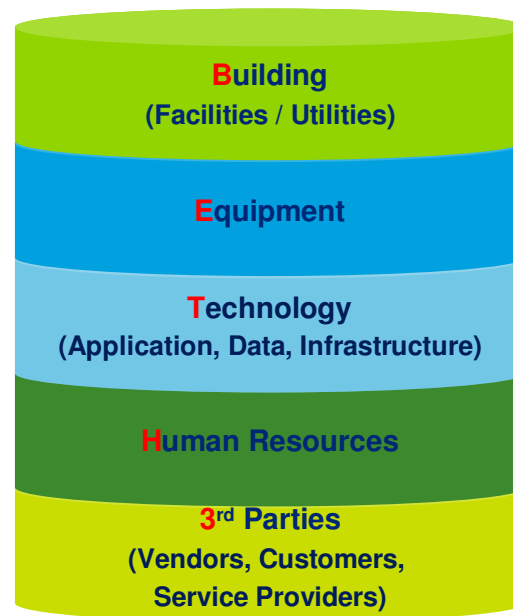 Building
(Facilities / Utilities)
Equipment
Technology
(Application, Data, Infrastructure)
Human Resources
3rd Parties
(Vendors, Customers,
Service Providers)